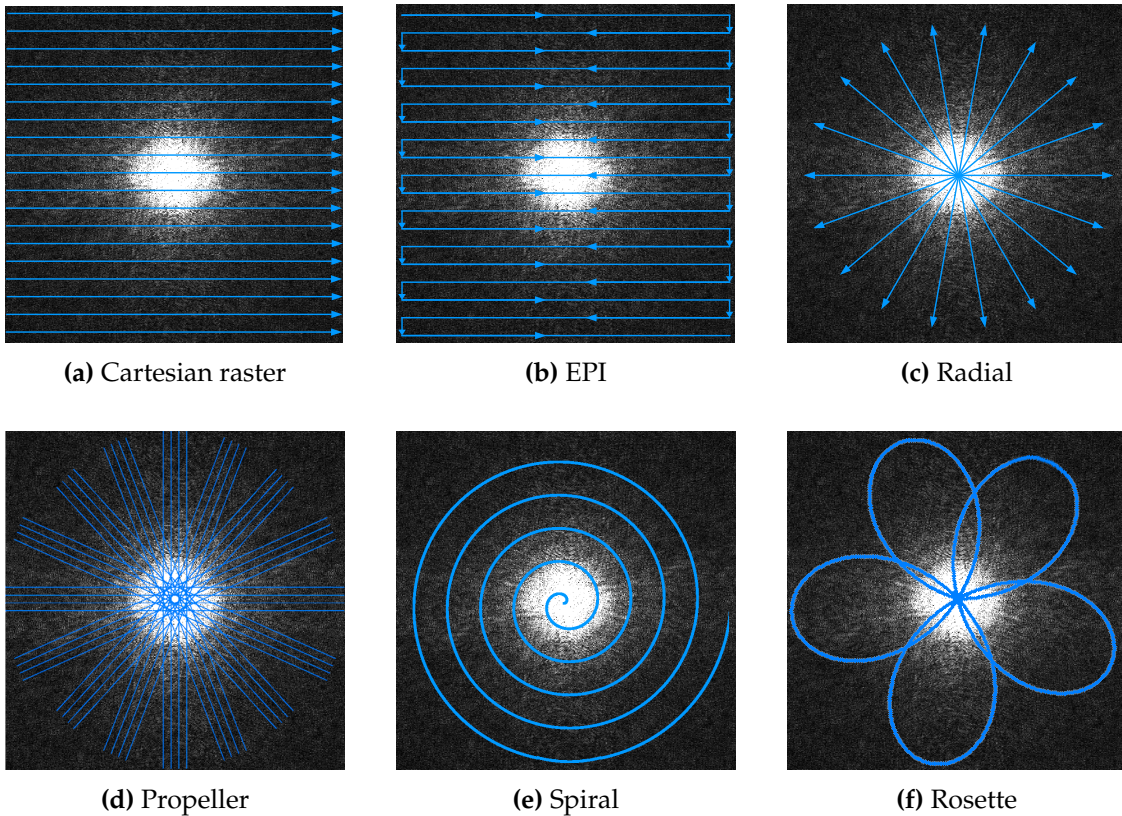 (a) Cartesian raster
(b) EPI
(c) Radial
(d) Propeller
(e) Spiral
(f) Rosette